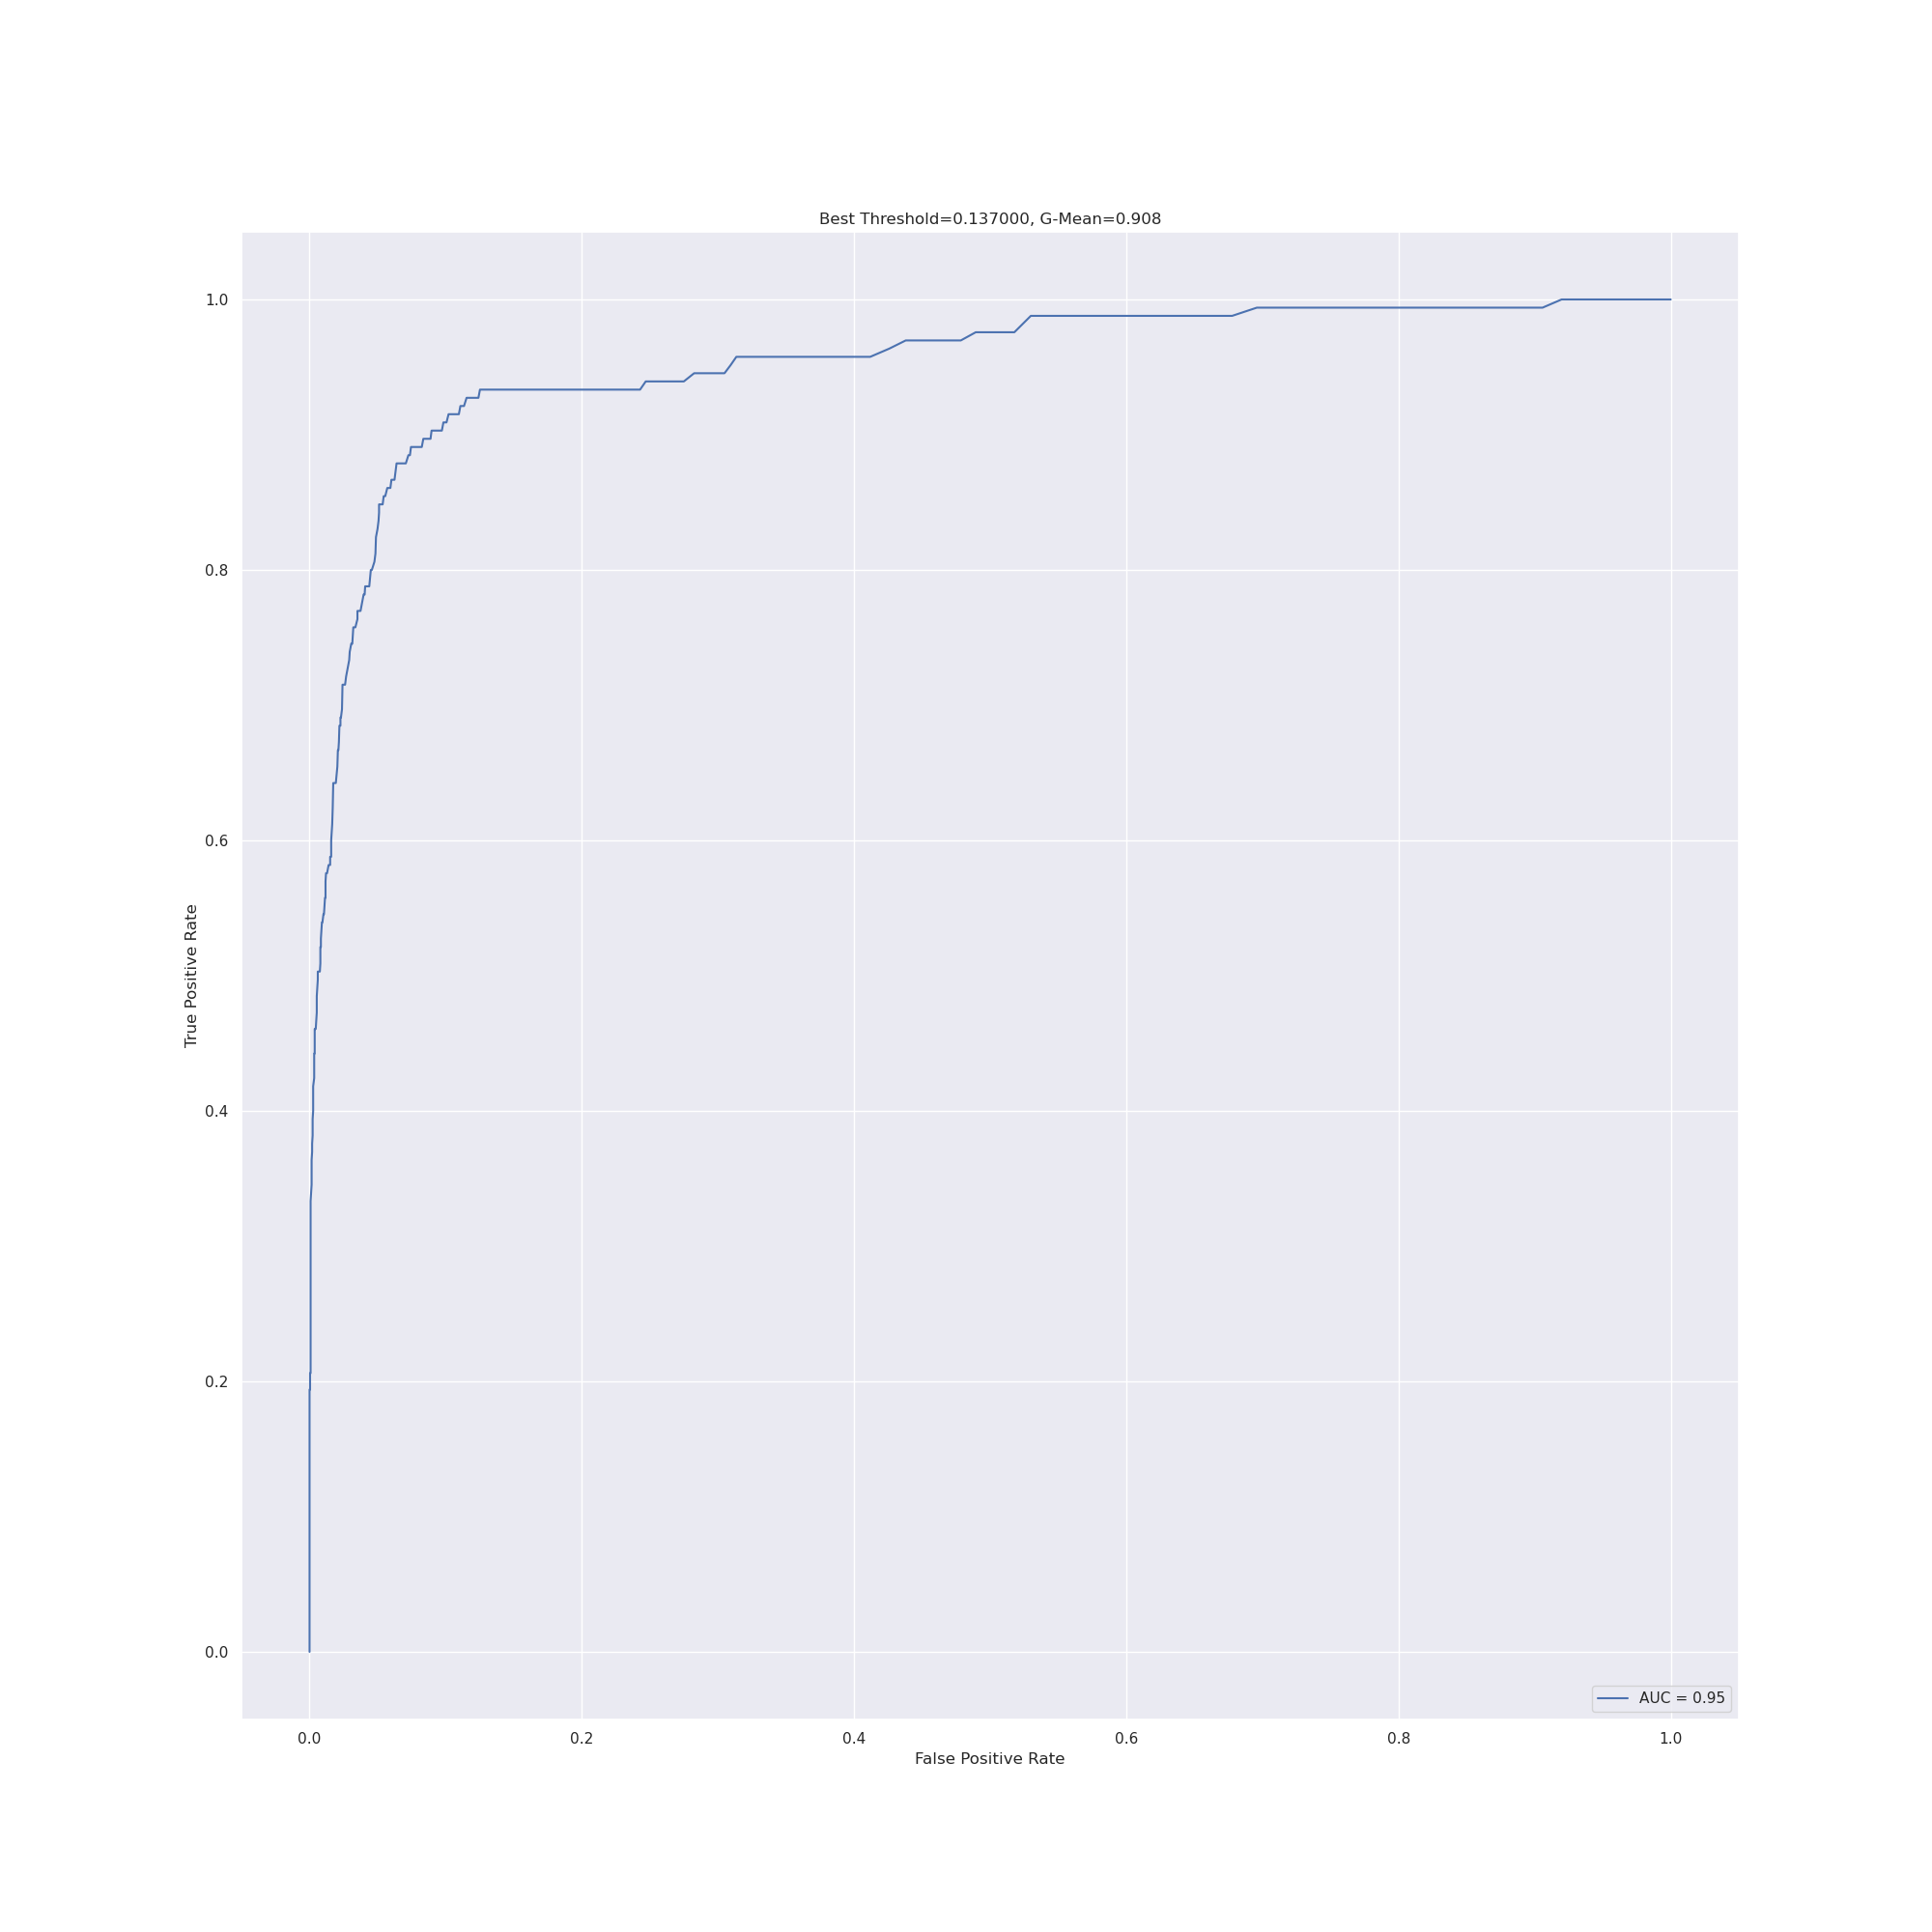 Best Threshold=0.137000, G-Mean=0.908
1.0
0.8
0.6
0.4
0.2
0.0
True Positive Rate
AUC = 0.95
0.0 0.2 0.4 0.6 0.8 1.0
False Positive Rate